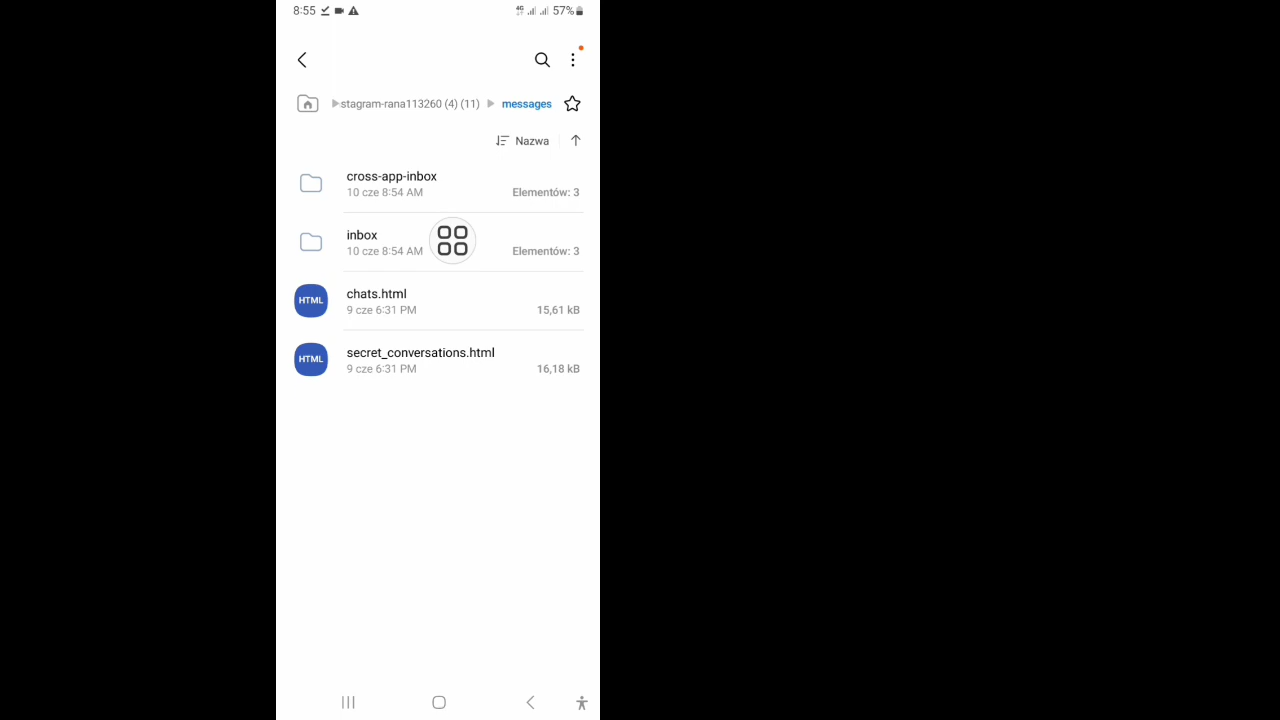 8:55 4G 57%
stagram-rana113260 (4) (11) messages
Nazwa
cross-app-inbox
10 cze 8:54 AM Elementów: 3
inbox
10 cze 8:54 AM Elementów: 3
HTML chats.html
9 cze 6:31 PM 15,61 kB
HTML secret_conversations.html
9 cze 6:31 PM 16,18 kB